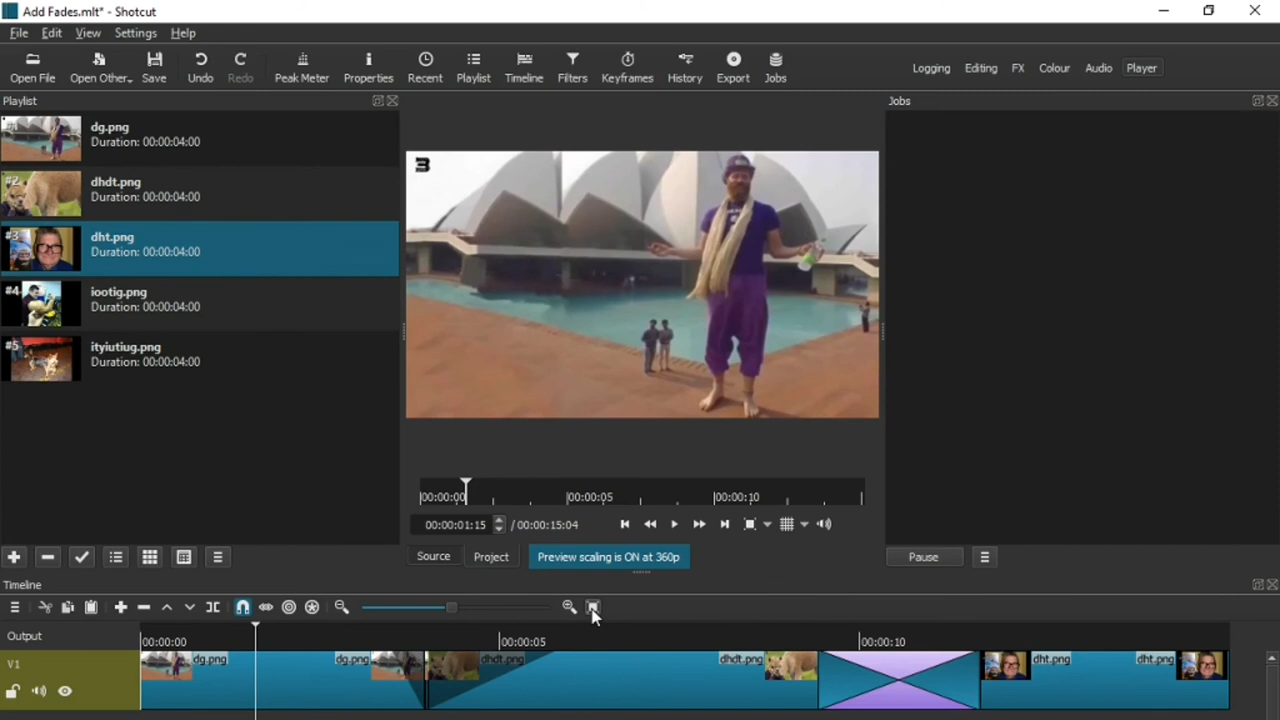 Add Fades.mlt* - Shotcut
File Edit View Settings Help
Open File Open Other.. Save Undo Redo Peak Meter Properties Recent Playlist Timeline Filters Keyframes History Export Jobs Logging Editing FX Colour Audio Player
Playlist
#1 dg.png
Duration: 00:00:04:00
#2 dhdt.png
Duration: 00:00:04:00
#3 dht.png
Duration: 00:00:04:00
#4 iootig.png
Duration: 00:00:04:00
#5 ityiutiug.png
Duration: 00:00:04:00
3
00:00:00 00:00:05 00:00:10
00:00:01:15 / 00:00:15:04
Source Project Preview scaling is ON at 360p
Jobs
Pause
Timeline
Output 00:00:00 00:00:05 00:00:10
V1 dg.png dg.png dhdt.png dhdt.png dht.png dht.png